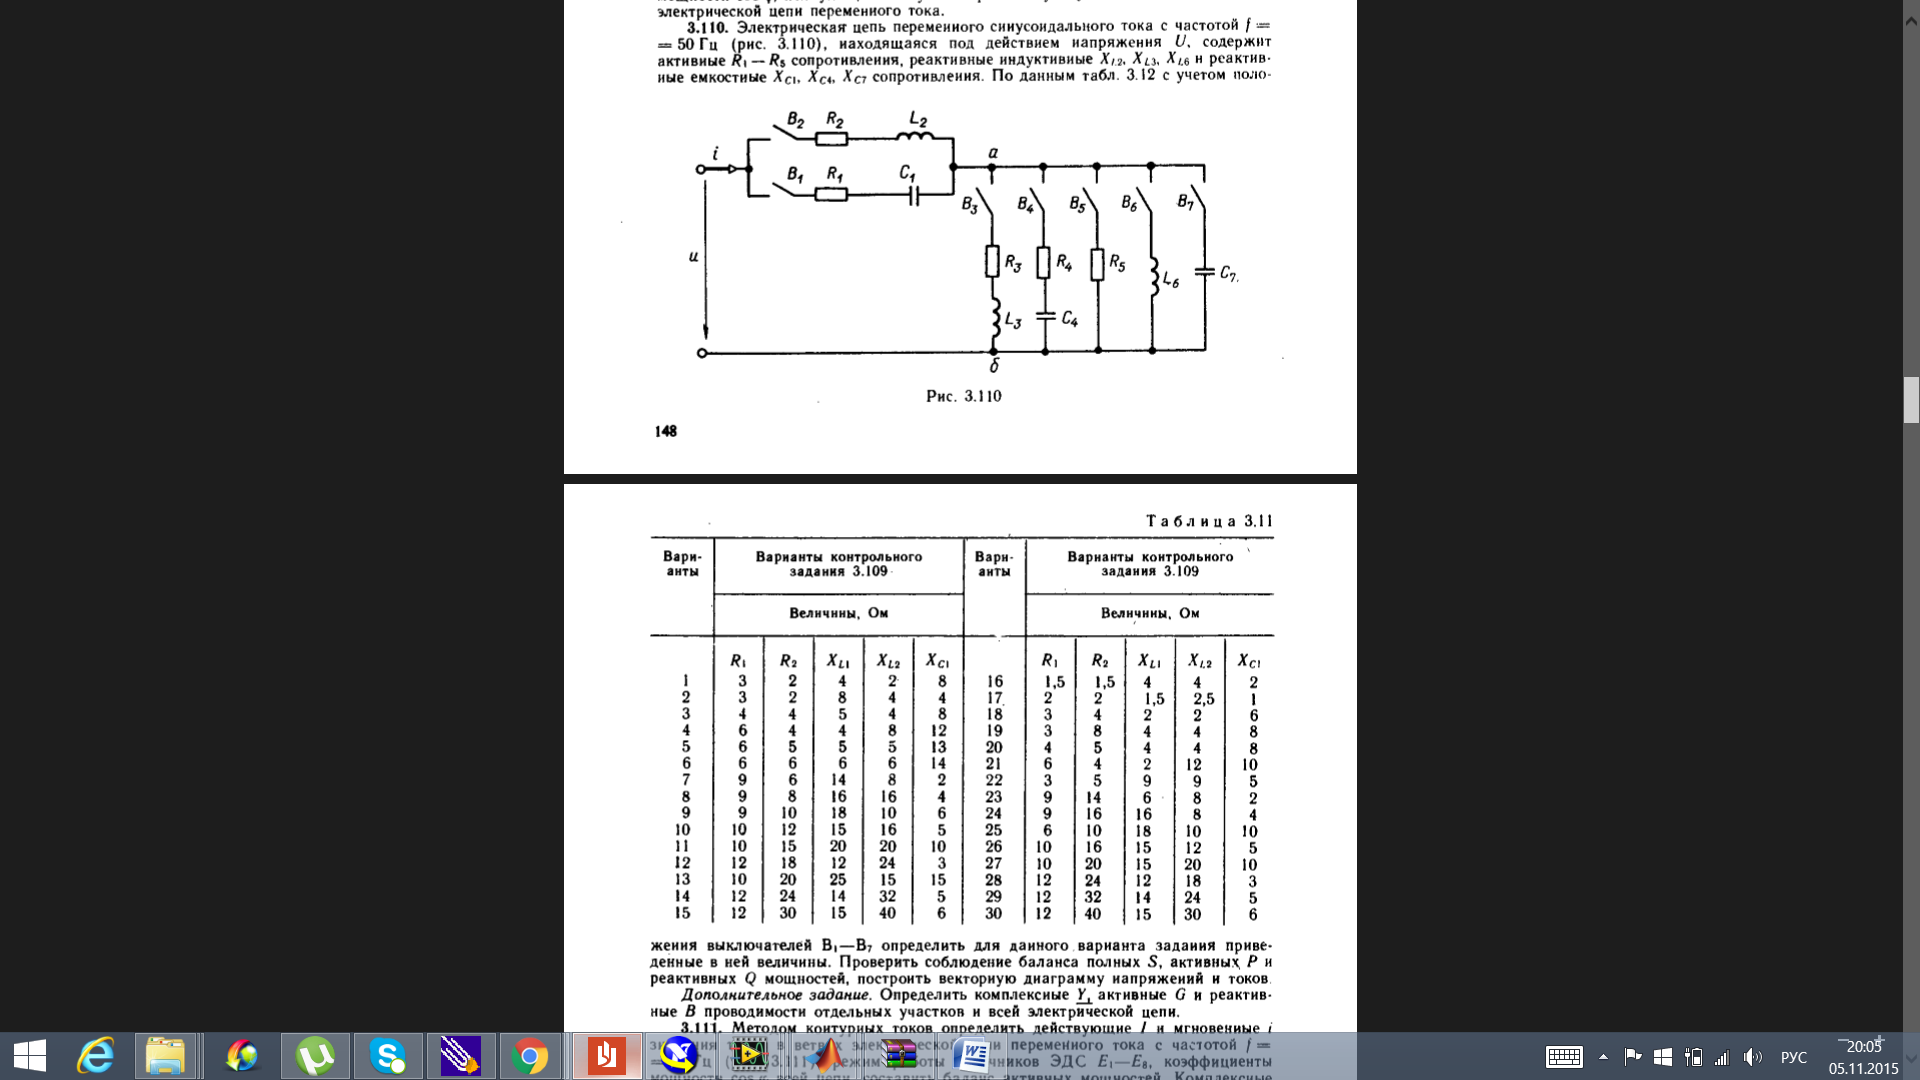 электрической цепи переменного тока.
3.110. Электрическая цепь переменного синусоидального тока с частотой f =
= 50 Гц (рис. 3.110), находящаяся под действием напряжения U, содержит
активные R₁ — R₅ сопротивления, реактивные индуктивные X_L2, X_L3, X_L6 и реактив-
ные емкостные X_C1, X_C4, X_C7 сопротивления. По данным табл. 3.12 с учетом поло-
B₂ R₂ L₂
i
B₁ R₁ C₁
a
B₃ B₄ B₅ B₆ B₇
u
R₃ R₄ R₅ L₆ C₇
L₃ C₄
б
Рис. 3.110
148
Таблица 3.11
Вари-анты Варианты контрольного задания 3.109 Вари-анты Варианты контрольного задания 3.109
Величины, Ом Величины, Ом
R₁ R₂ X_L1 X_L2 X_C1 R₁ R₂ X_L1 X_L2 X_C1
1 3 2 4 2 8 16 1,5 1,5 4 4 2
2 3 2 8 4 4 17 2 2 1,5 2,5 1
3 4 4 5 4 8 18 3 4 2 2 6
4 6 4 4 8 12 19 3 8 4 4 8
5 6 5 5 5 13 20 4 5 4 4 8
6 6 6 6 6 14 21 6 4 2 12 10
7 9 6 14 8 2 22 3 5 9 9 5
8 9 8 16 16 4 23 9 14 6 8 2
9 9 10 18 10 6 24 9 16 16 8 4
10 10 12 15 16 5 25 6 10 18 10 10
11 10 15 20 20 10 26 10 16 15 12 5
12 12 18 12 24 3 27 10 20 15 20 10
13 10 20 25 15 15 28 12 24 12 18 3
14 12 24 14 32 5 29 12 32 14 24 5
15 12 30 15 40 6 30 12 40 15 30 6
жения выключателей B₁—B₇ определить для данного варианта задания приве-
денные в ней величины. Проверить соблюдение баланса полных S, активных P и
реактивных Q мощностей, построить векторную диаграмму напряжений и токов.
Дополнительное задание. Определить комплексные Y, активные G и реактив-
ные B проводимости отдельных участков и всей электрической цепи.
3.111. Методом контурных токов определить действующие I и мгновенные i
переменного тока с частотой f =
E₁—E₈, коэффициенты
РУС
20:05
05.11.2015